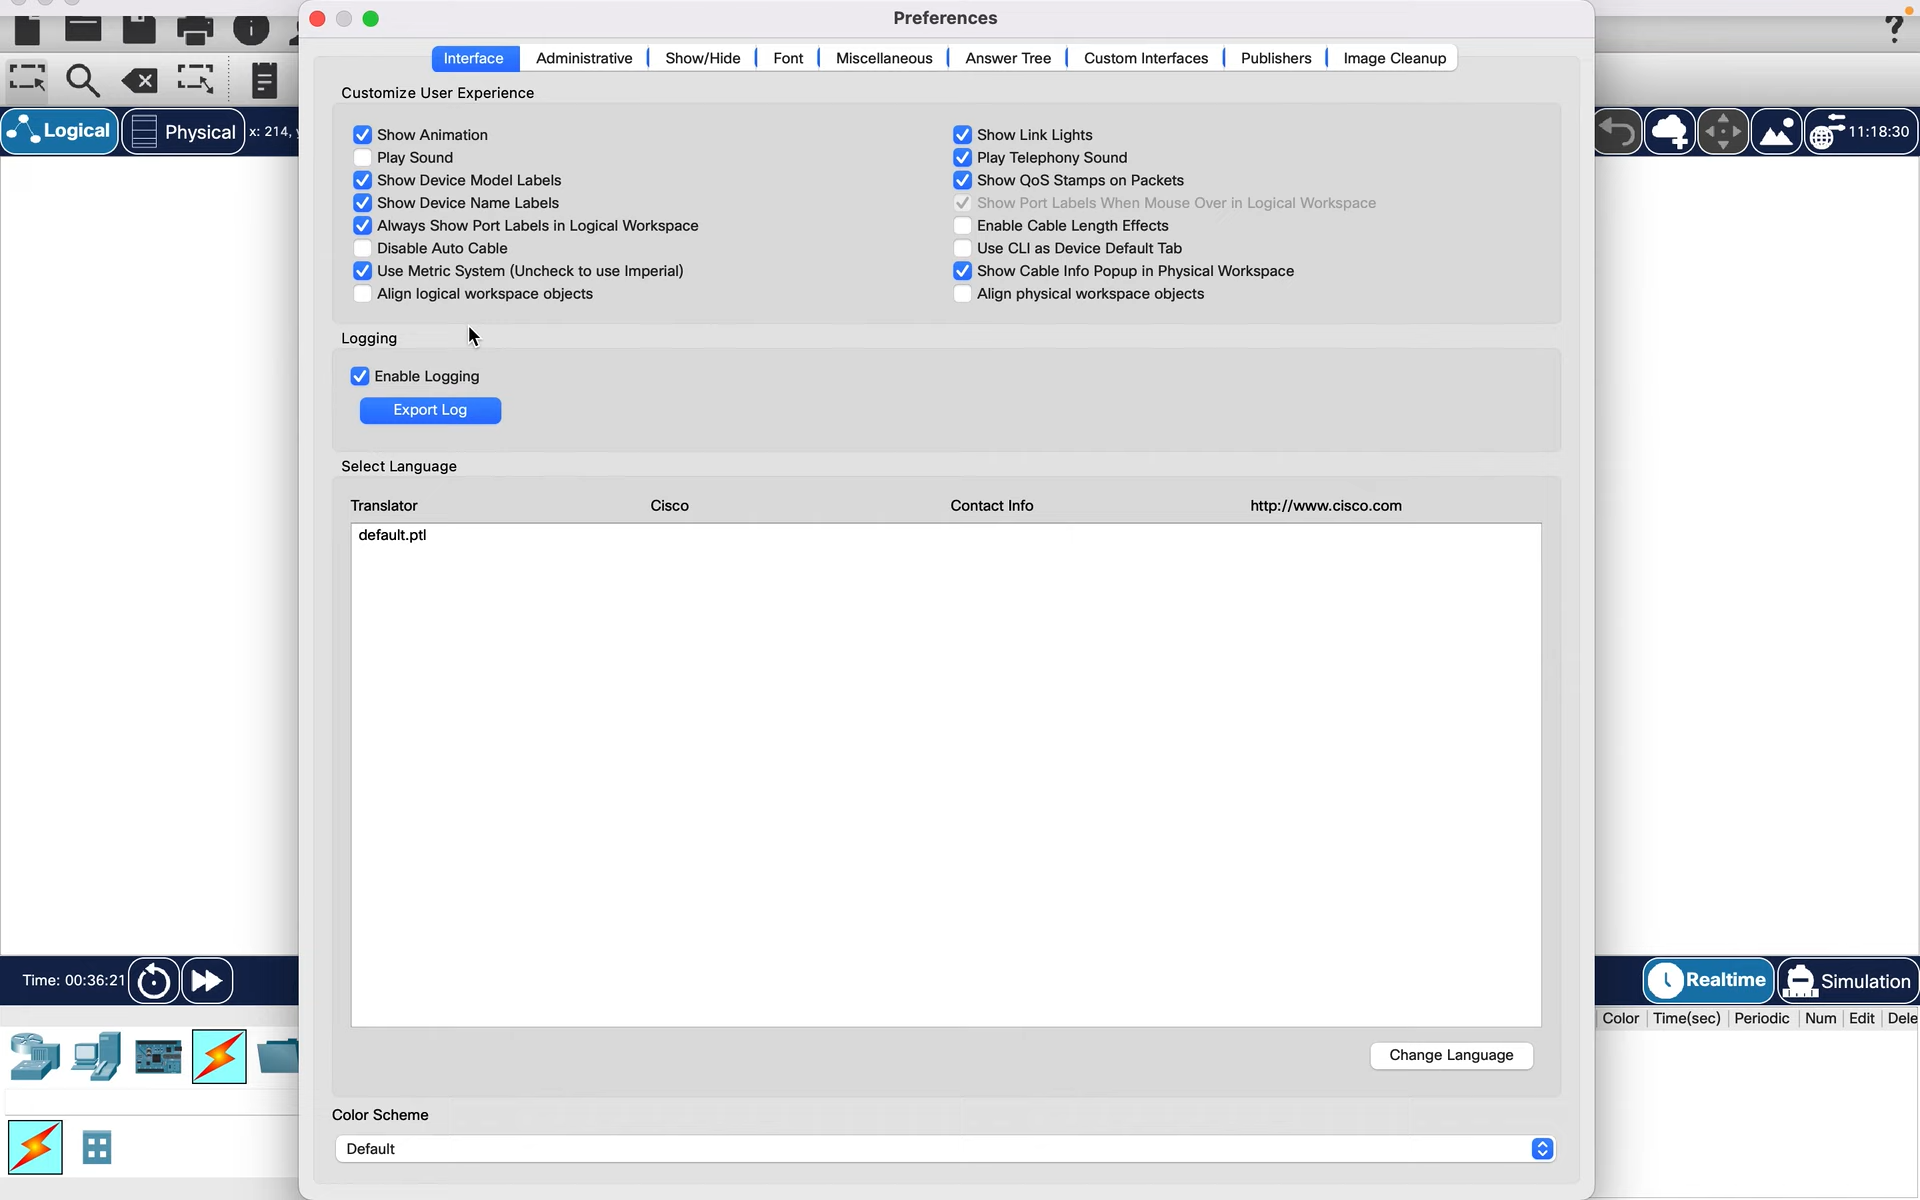 Preferences
Interface
Administrative
Show/Hide
Font
Miscellaneous
Answer Tree
Custom Interfaces
Publishers
Image Cleanup
Logical
Physical
x: 214,
11:18:30
Customize User Experience
Show Animation
Show Link Lights
Play Sound
Play Telephony Sound
Show Device Model Labels
Show QoS Stamps on Packets
Show Device Name Labels
Show Port Labels When Mouse Over in Logical Workspace
Always Show Port Labels in Logical Workspace
Enable Cable Length Effects
Disable Auto Cable
Use CLI as Device Default Tab
Use Metric System (Uncheck to use Imperial)
Show Cable Info Popup in Physical Workspace
Align logical workspace objects
Align physical workspace objects
Logging
Enable Logging
Export Log
Select Language
Translator
Cisco
Contact Info
http://www.cisco.com
default.ptl
Change Language
Color Scheme
Default
Time: 00:36:21
Realtime
Simulation
Color
Time(sec)
Periodic
Num
Edit
Dele